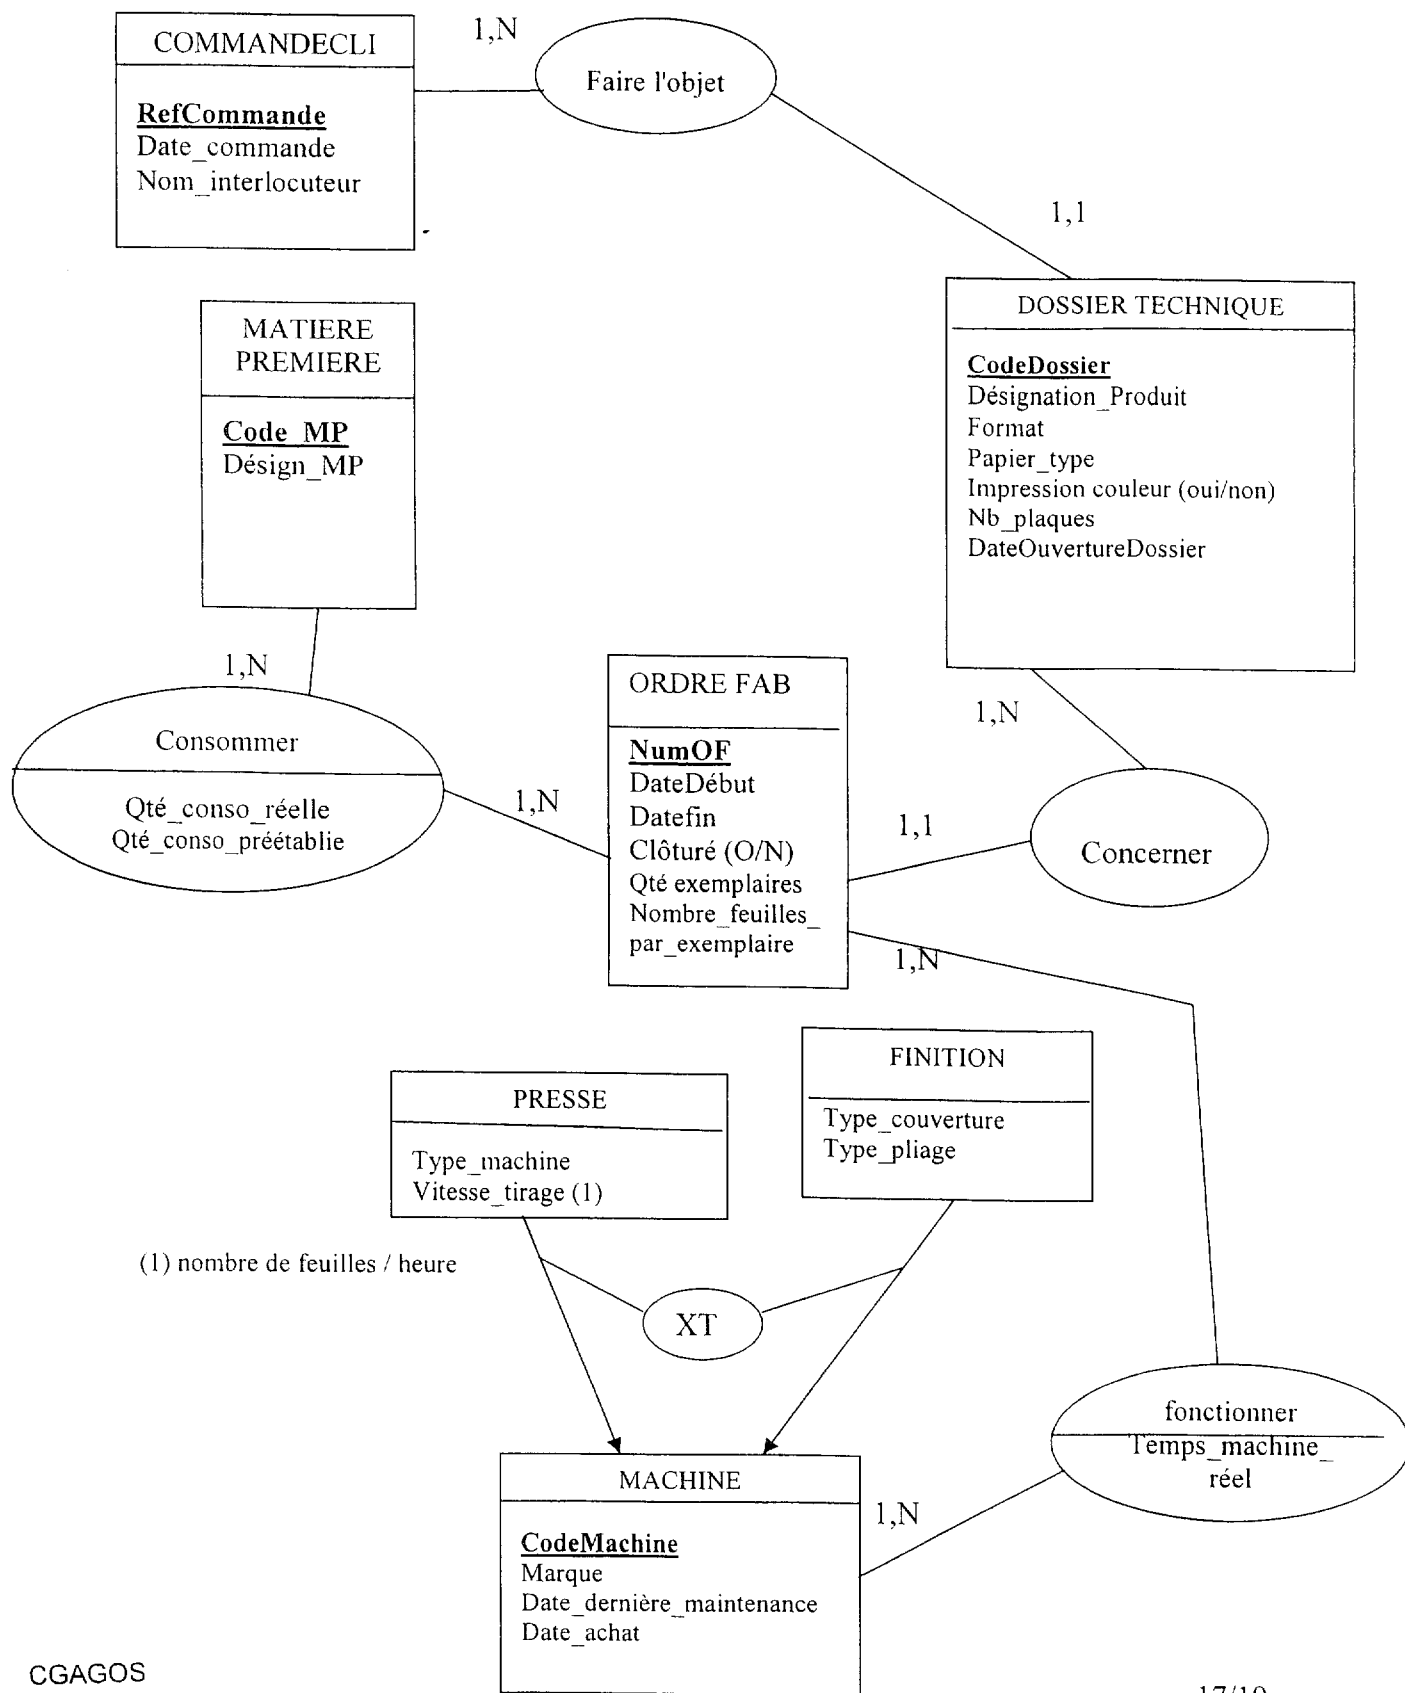 COMMANDECLI
RefCommande
Date_commande
Nom_interlocuteur
1,N
Faire l'objet
1,1
DOSSIER TECHNIQUE
CodeDossier
Désignation_Produit
Format
Papier_type
Impression couleur (oui/non)
Nb_plaques
DateOuvertureDossier
MATIERE
PREMIERE
Code_MP
Désign_MP
1,N
Consommer
Qté_conso_réelle
Qté_conso_préétablie
1,N
ORDRE FAB
NumOF
DateDébut
Datefin
Clôturé (O/N)
Qté exemplaires
Nombre_feuilles_
par_exemplaire
1,N
1,1
Concerner
1,N
PRESSE
Type_machine
Vitesse_tirage (1)
FINITION
Type_couverture
Type_pliage
(1) nombre de feuilles / heure
XT
fonctionner
Temps_machine_
réel
MACHINE
CodeMachine
Marque
Date_dernière_maintenance
Date_achat
1,N
CGAGOS
17/19